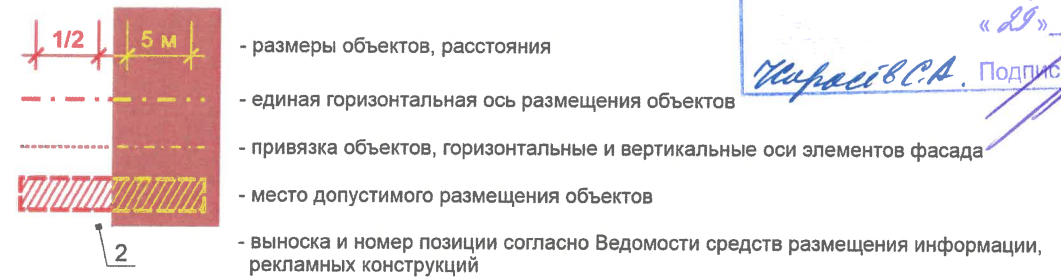 « 29 »
1/2 5 м - размеры объектов, расстояния
Подпис
- единая горизонтальная ось размещения объектов
- привязка объектов, горизонтальные и вертикальные оси элементов фасада
- место допустимого размещения объектов
2
- выноска и номер позиции согласно Ведомости средств размещения информации,
рекламных конструкций